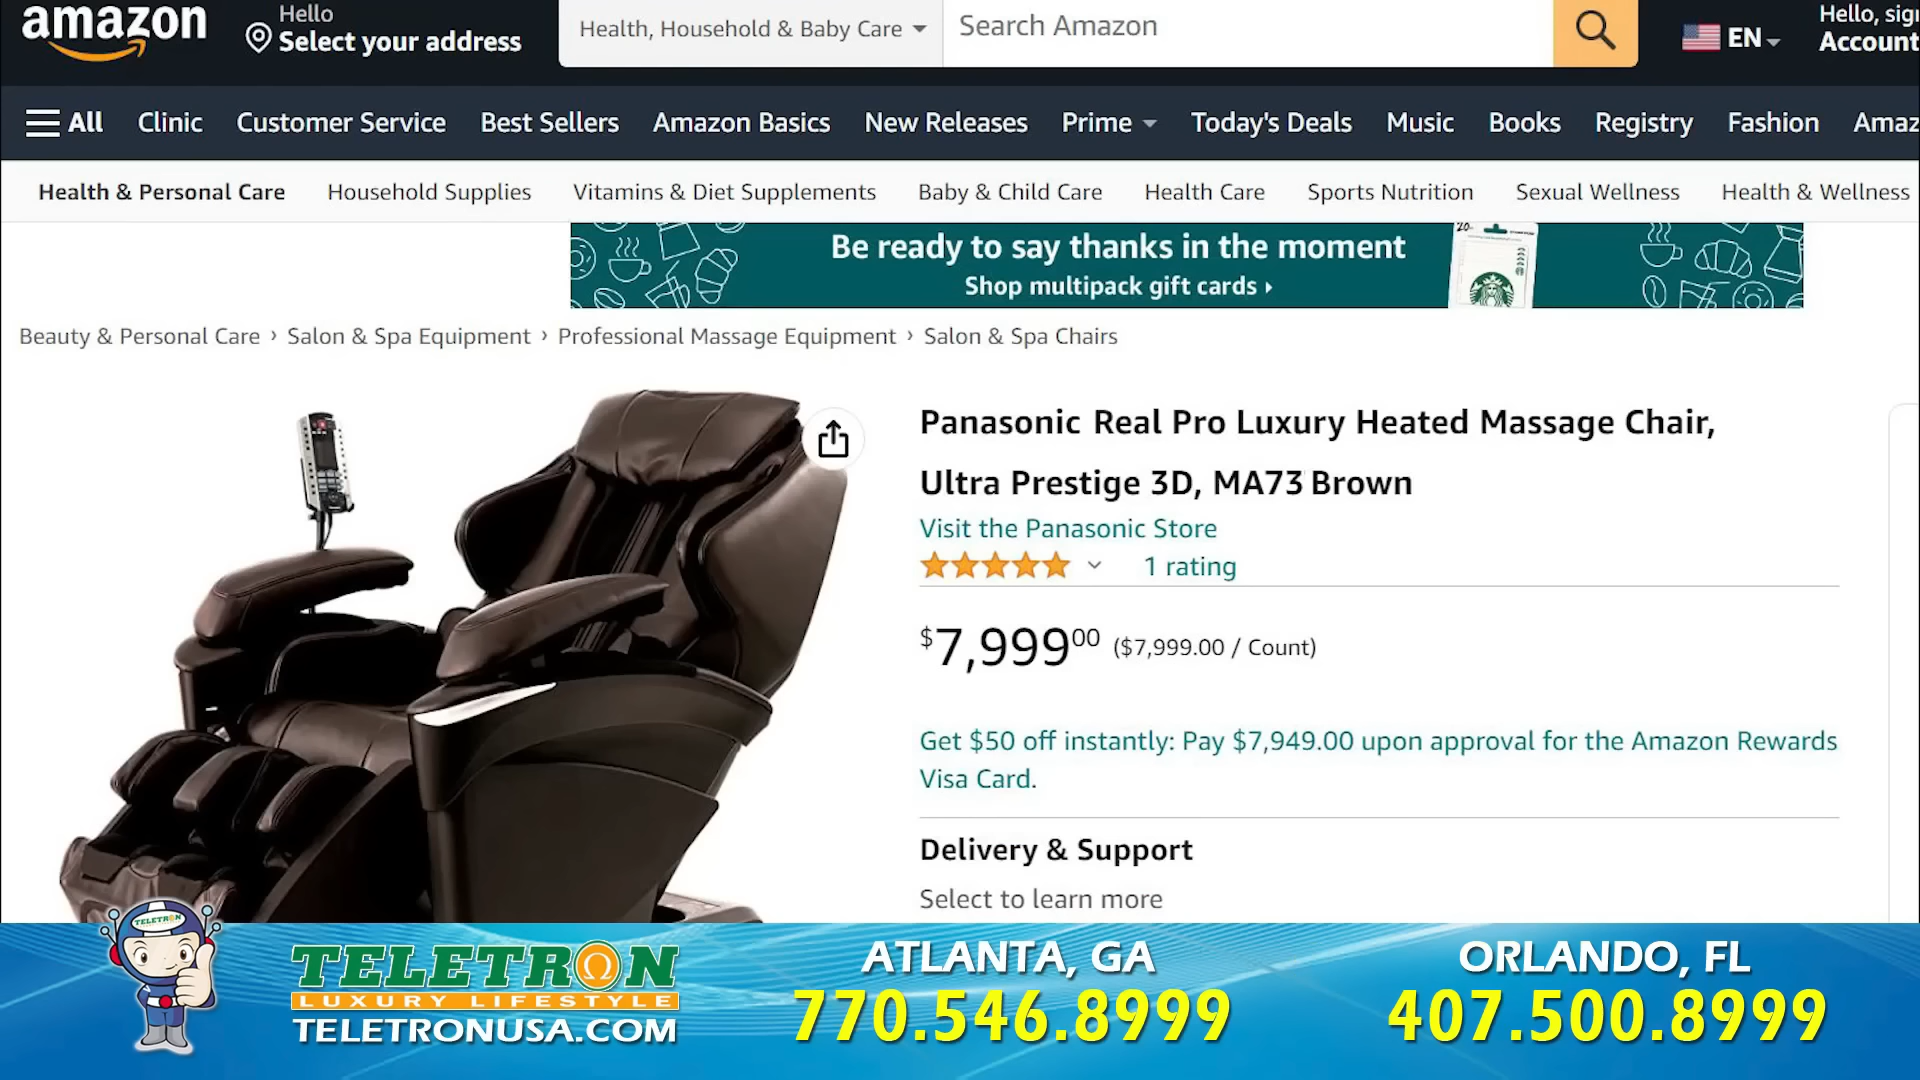 amazon
Hello
Select your address
Health, Household & Baby Care
Search Amazon
EN
Hello, sig
Account
All
Clinic
Customer Service
Best Sellers
Amazon Basics
New Releases
Prime
Today's Deals
Music
Books
Registry
Fashion
Amaz
Health & Personal Care
Household Supplies
Vitamins & Diet Supplements
Baby & Child Care
Health Care
Sports Nutrition
Sexual Wellness
Health & Wellness
Be ready to say thanks in the moment
Shop multipack gift cards
20
Beauty & Personal Care › Salon & Spa Equipment › Professional Massage Equipment › Salon & Spa Chairs
Panasonic Real Pro Luxury Heated Massage Chair,
Ultra Prestige 3D, MA73 Brown
Visit the Panasonic Store
1 rating
$7,99900 ($7,999.00 / Count)
Get $50 off instantly: Pay $7,949.00 upon approval for the Amazon Rewards
Visa Card.
Delivery & Support
Select to learn more
TELETRON
TELETRON
LUXURY LIFESTYLE
TELETRONUSA.COM
ATLANTA, GA
770.546.8999
ORLANDO, FL
407.500.8999